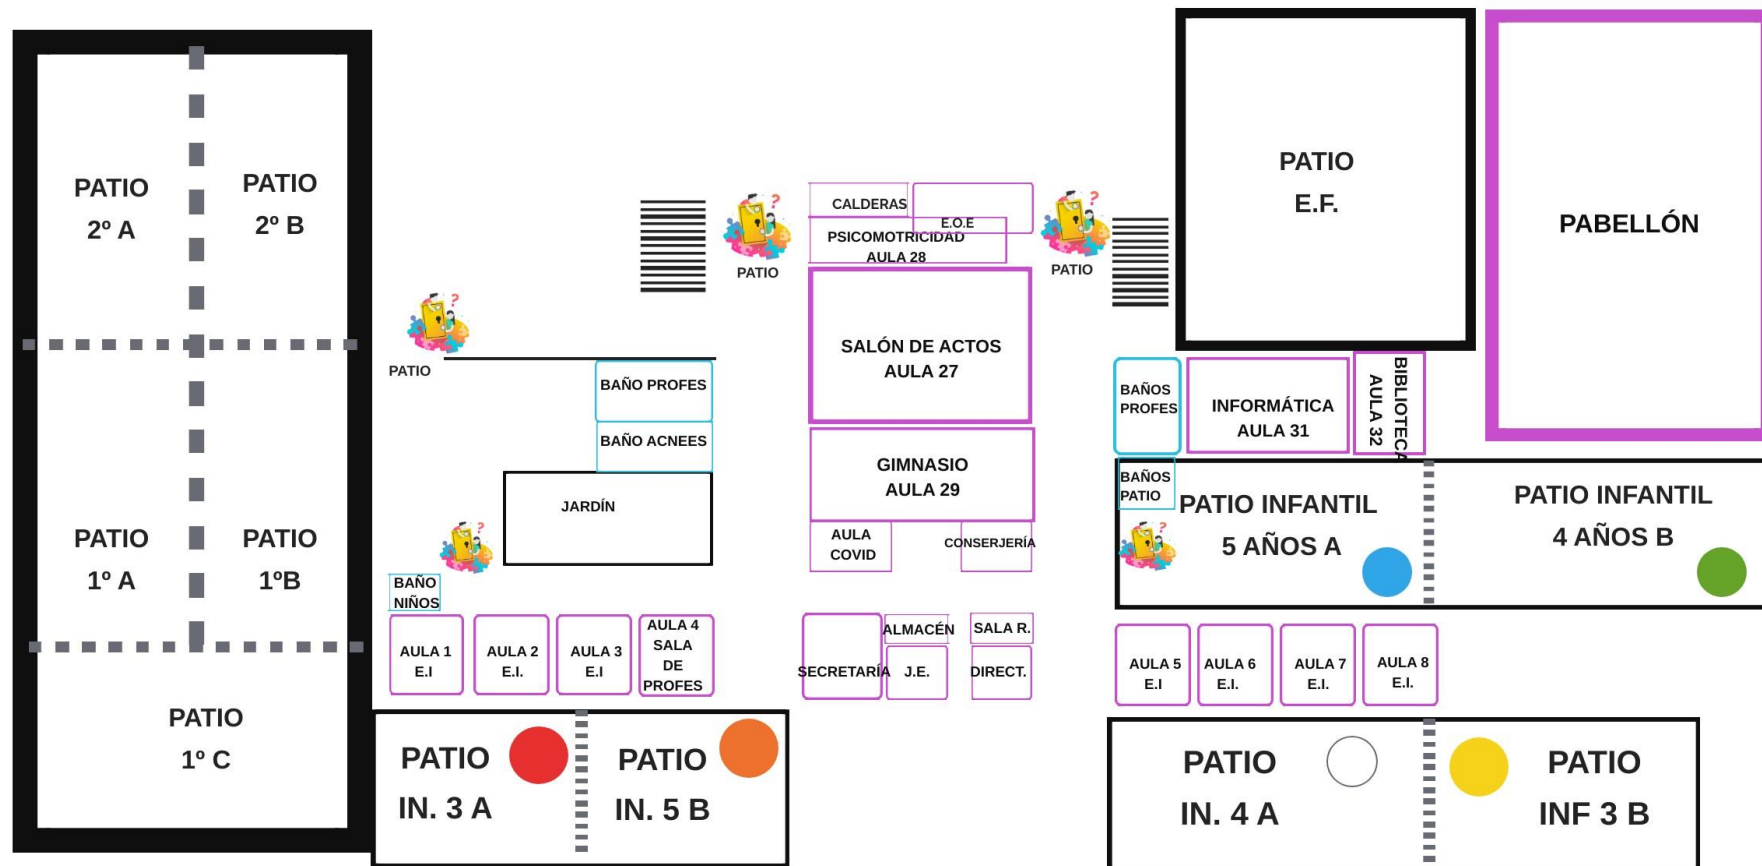 PATIO
2º A
PATIO
2º B
PATIO
1º A
PATIO
1ºB
PATIO
1º C
PATIO
PATIO
CALDERAS
E.O.E
PSICOMOTRICIDAD
AULA 28
PATIO
SALÓN DE ACTOS
AULA 27
GIMNASIO
AULA 29
AULA
COVID
CONSERJERÍA
BAÑO PROFES
BAÑO ACNEES
JARDÍN
BAÑO
NIÑOS
AULA 1
E.I
AULA 2
E.I.
AULA 3
E.I
AULA 4
SALA
DE
PROFES
SECRETARÍA
ALMACÉN
J.E.
SALA R.
DIRECT.
PATIO
IN. 3 A
PATIO
IN. 5 B
PATIO
E.F.
PABELLÓN
BAÑOS
PROFES
INFORMÁTICA
AULA 31
BIBLIOTECA
AULA 32
BAÑOS
PATIO
PATIO INFANTIL
5 AÑOS A
PATIO INFANTIL
4 AÑOS B
AULA 5
E.I
AULA 6
E.I.
AULA 7
E.I.
AULA 8
E.I.
PATIO
IN. 4 A
PATIO
INF 3 B